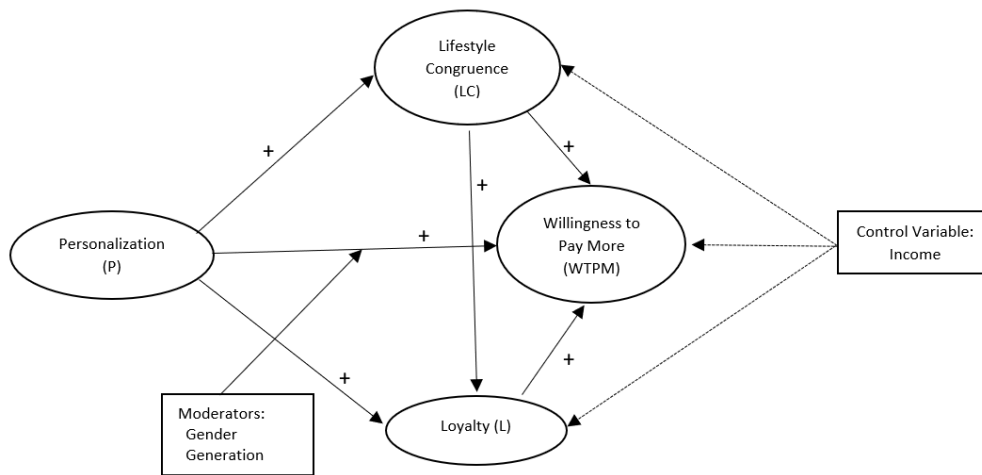 Lifestyle
Congruence
(LC)
+
+
+
Personalization
(P)
+
Willingness to
Pay More
(WTPM)
Control Variable:
Income
+
+
Moderators:
Gender
Generation
Loyalty (L)